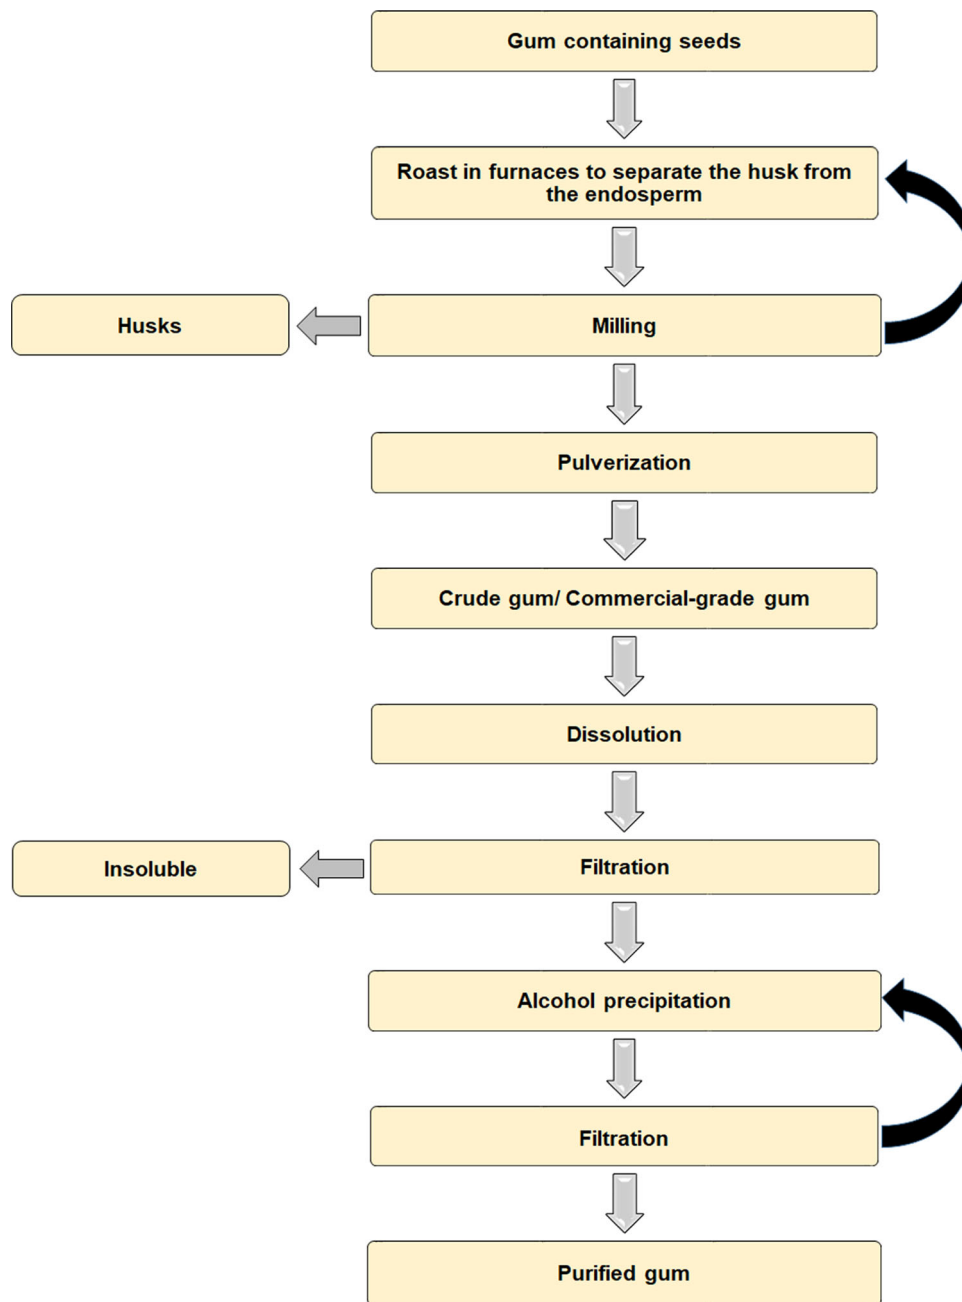 Gum containing seeds
Roast in furnaces to separate the husk from
the endosperm
Husks
Milling
Pulverization
Crude gum/ Commercial-grade gum
Dissolution
Insoluble
Filtration
Alcohol precipitation
Filtration
Purified gum